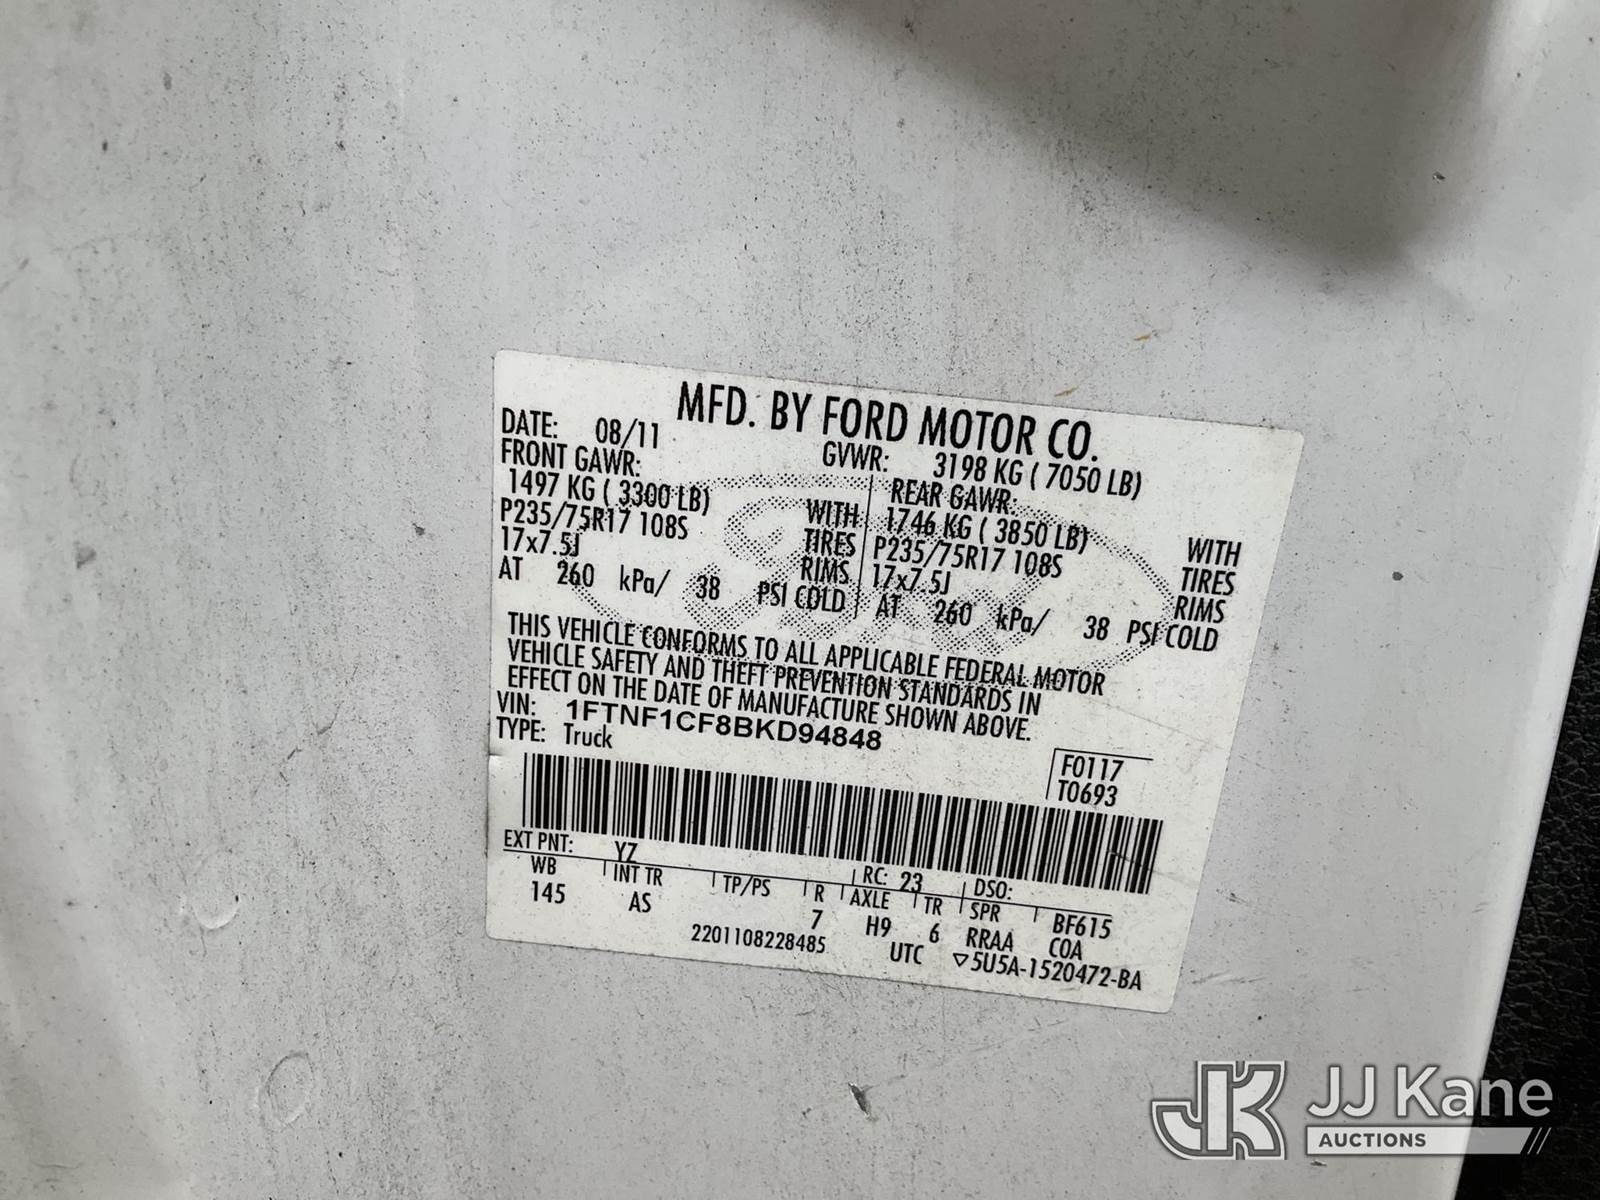 MFD. BY FORD MOTOR CO.
DATE: 08/11 GVWR: 3198 KG ( 7050 LB)
FRONT GAWR: REAR GAWR:
1497 KG ( 3300 LB) WITH 1746 KG ( 3850 LB) WITH
P235/75R17 108S TIRES P235/75R17 108S TIRES
17x7.5J RIMS 17x7.5J RIMS
AT 260 kPa/ 38 PSI COLD AT 260 kPa/ 38 PSI COLD
THIS VEHICLE CONFORMS TO ALL APPLICABLE FEDERAL MOTOR
VEHICLE SAFETY AND THEFT PREVENTION STANDARDS IN
EFFECT ON THE DATE OF MANUFACTURE SHOWN ABOVE.
VIN: 1FTNF1CF8BKD94848
TYPE: Truck
F0117
T0693
EXT PNT: YZ RC: 23 DSO:
WB INT TR TP/PS R AXLE TR SPR BF615
145 AS 7 H9 6 RRAA COA
2201108228485 UTC ▽5U5A-1520472-BA
JK JJ Kane
AUCTIONS